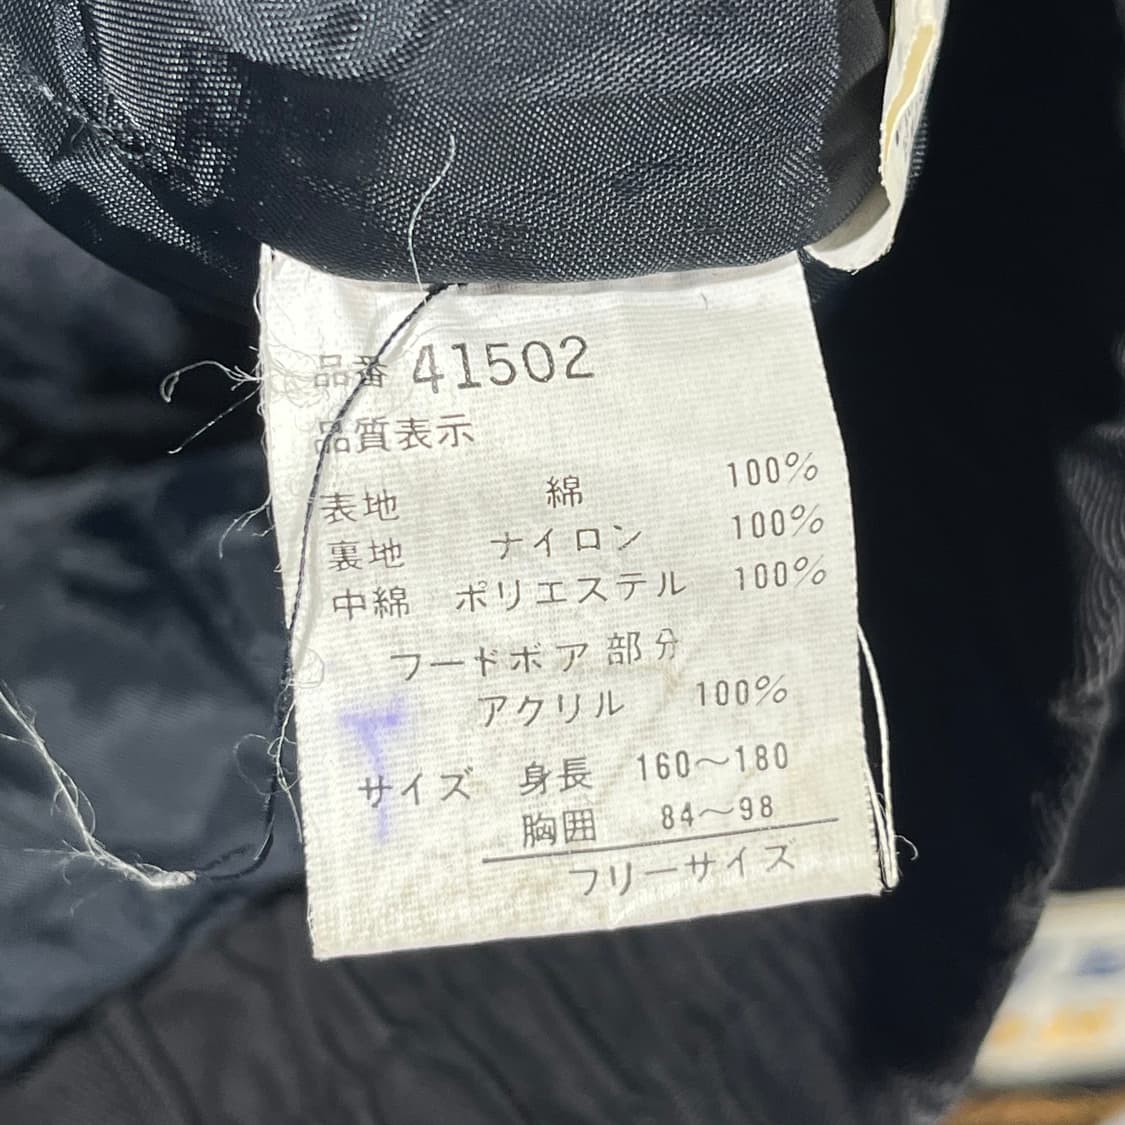 品番 41502
品質表示
表地 綿 100%
裏地 ナイロン 100%
中綿 ポリエステル 100%
フードボア部分
アクリル 100%
サイズ 身長 160〜180
胸囲 84〜98
フリーサイズ